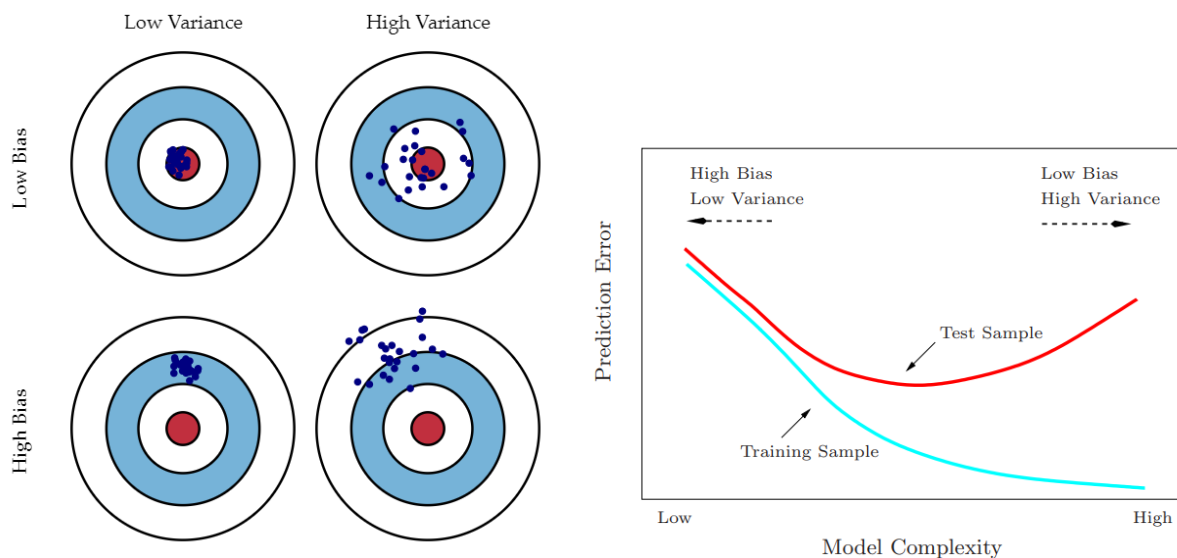 Low Variance
High Variance
Low Bias
High Bias
High Bias
Low Variance
Low Bias
High Variance
Prediction Error
Test Sample
Training Sample
Low
High
Model Complexity